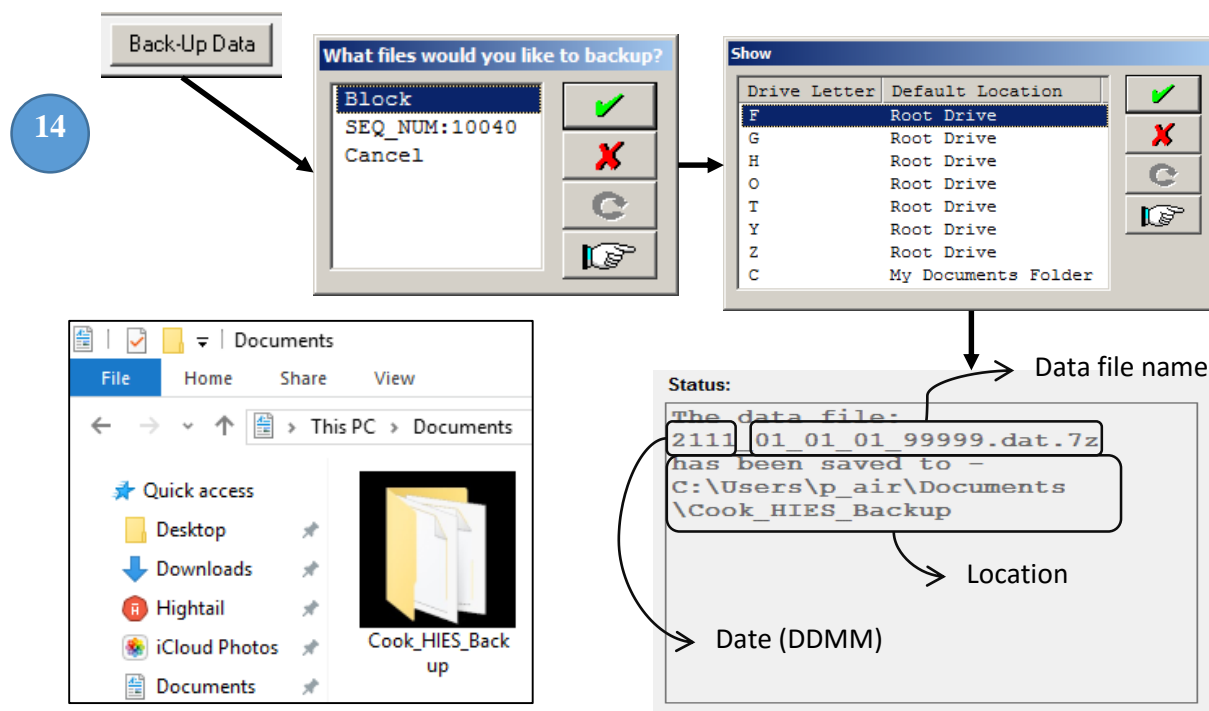 Back-Up Data
14
What files would you like to backup?
Block
SEQ_NUM:10040
Cancel
Show
Drive Letter Default Location
F Root Drive
G Root Drive
H Root Drive
O Root Drive
T Root Drive
Y Root Drive
Z Root Drive
C My Documents Folder
Documents
File Home Share View
This PC > Documents
Quick access
Desktop
Downloads
Hightail
iCloud Photos
Documents
Cook_HIES_Back
up
Data file name
Status:
The data file:
2111_01_01_01_99999.dat.7z
has been saved to -
C:\Users\p_air\Documents
\Cook_HIES_Backup
Location
Date (DDMM)